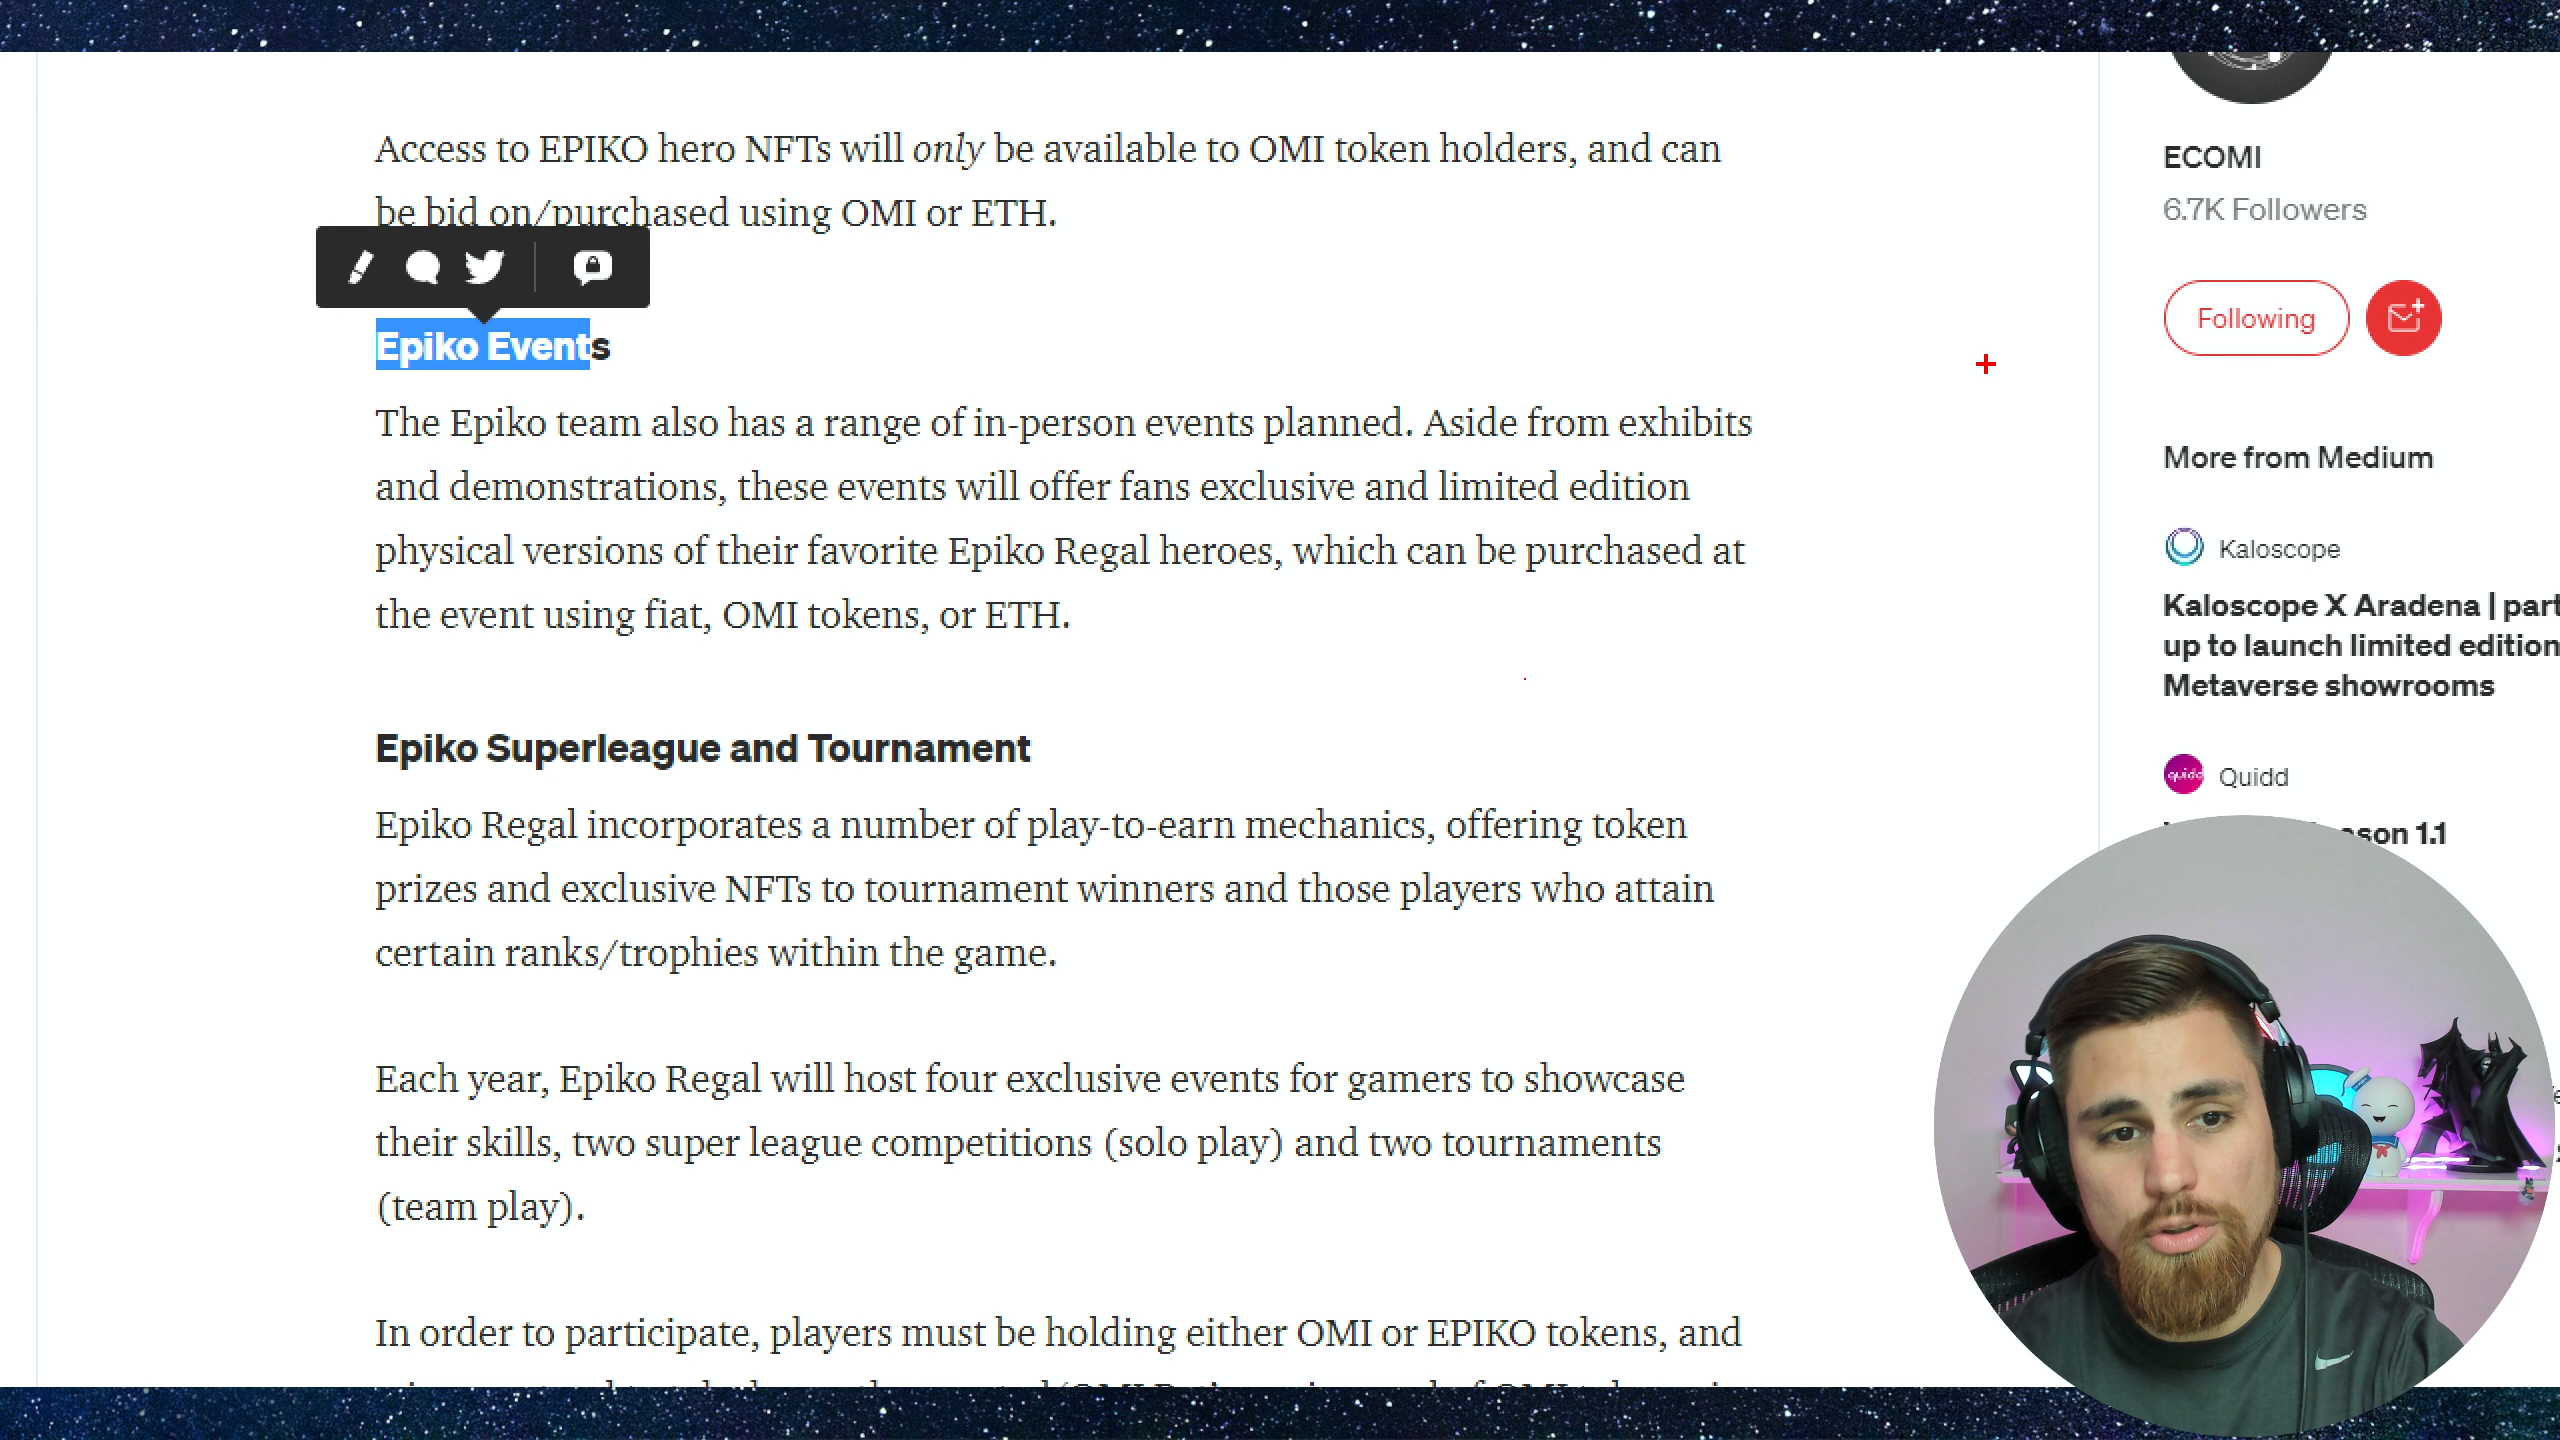 Access to EPIKO hero NFTs will only be available to OMI token holders, and can
be bid on/purchased using OMI or ETH.
Epiko Events
The Epiko team also has a range of in-person events planned. Aside from exhibits
and demonstrations, these events will offer fans exclusive and limited edition
physical versions of their favorite Epiko Regal heroes, which can be purchased at
the event using fiat, OMI tokens, or ETH.
Epiko Superleague and Tournament
Epiko Regal incorporates a number of play-to-earn mechanics, offering token
prizes and exclusive NFTs to tournament winners and those players who attain
certain ranks/trophies within the game.
Each year, Epiko Regal will host four exclusive events for gamers to showcase
their skills, two super league competitions (solo play) and two tournaments
(team play).
In order to participate, players must be holding either OMI or EPIKO tokens, and
ECOMI
6.7K Followers
Following
More from Medium
Kaloscope
Kaloscope X Aradena | part
up to launch limited edition
Metaverse showrooms
quidd
Quidd
1.1